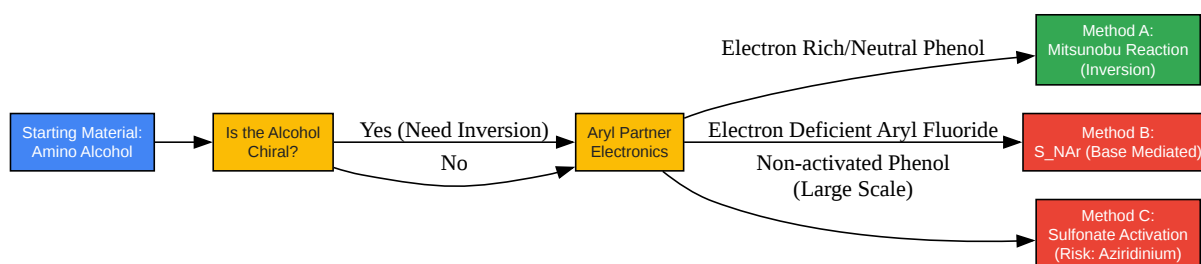 Starting Material:
Amino Alcohol
Is the Alcohol
Chiral?
Yes (Need Inversion)
No
Aryl Partner
Electronics
Electron Rich/Neutral Phenol
Electron Deficient Aryl Fluoride
Non-activated Phenol
(Large Scale)
Method A:
Mitsunobu Reaction
(Inversion)
Method B:
S_NAr (Base Mediated)
Method C:
Sulfonate Activation
(Risk: Aziridinium)